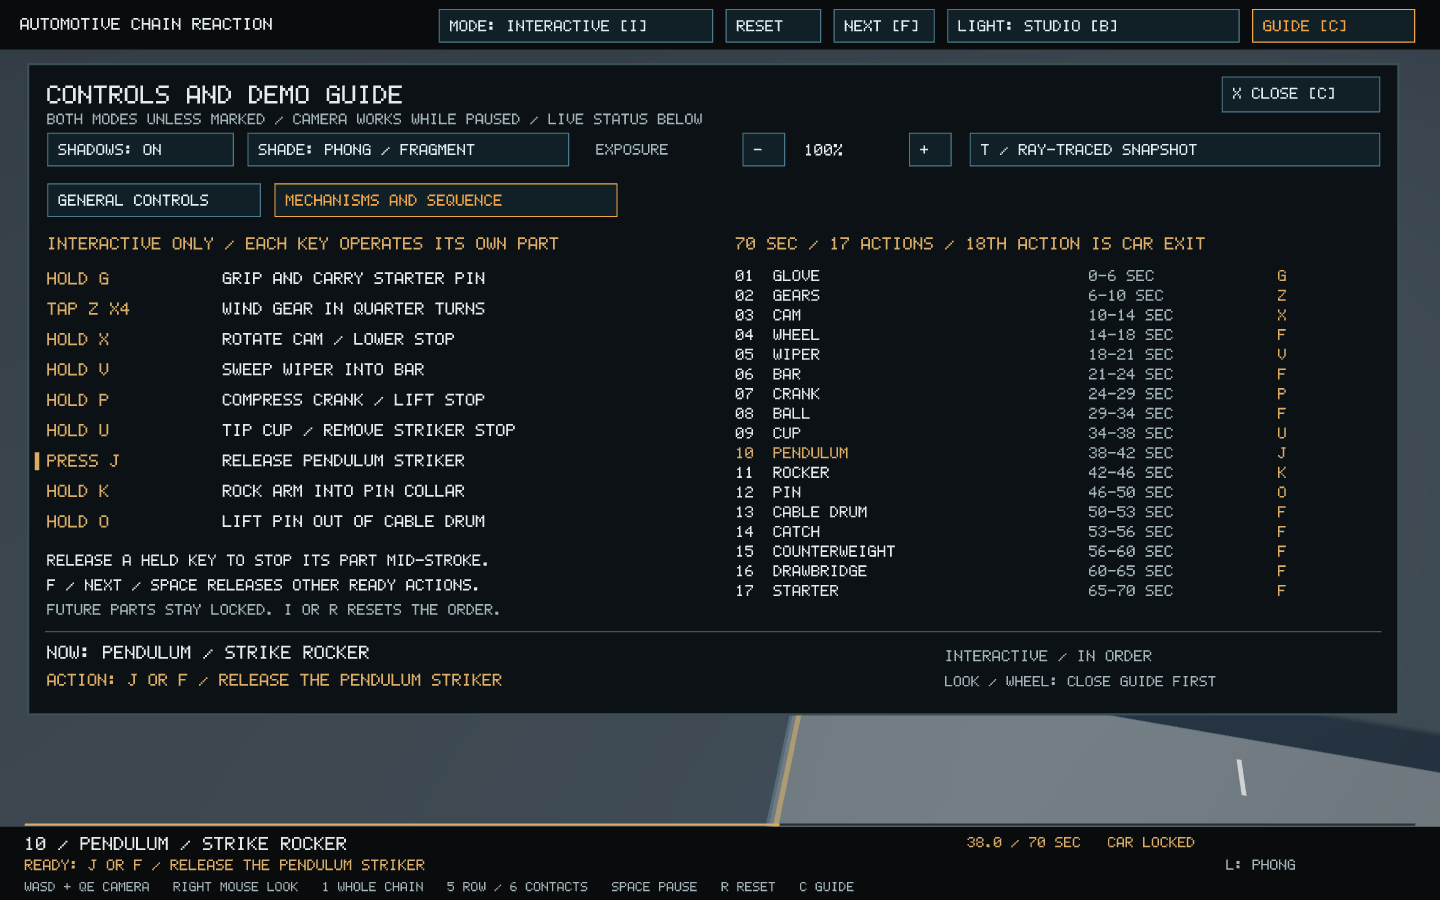 AUTOMOTIVE CHAIN REACTION
MODE: INTERACTIVE [I]
RESET
NEXT [F]
LIGHT: STUDIO [B]
GUIDE [C]
CONTROLS AND DEMO GUIDE
X CLOSE [C]
BOTH MODES UNLESS MARKED / CAMERA WORKS WHILE PAUSED / LIVE STATUS BELOW
SHADOWS: ON
SHADE: PHONG / FRAGMENT
EXPOSURE
-
100%
+
T / RAY-TRACED SNAPSHOT
GENERAL CONTROLS
MECHANISMS AND SEQUENCE
INTERACTIVE ONLY / EACH KEY OPERATES ITS OWN PART
HOLD G GRIP AND CARRY STARTER PIN
TAP Z X4 WIND GEAR IN QUARTER TURNS
HOLD X ROTATE CAM / LOWER STOP
HOLD V SWEEP WIPER INTO BAR
HOLD P COMPRESS CRANK / LIFT STOP
HOLD U TIP CUP / REMOVE STRIKER STOP
PRESS J RELEASE PENDULUM STRIKER
HOLD K ROCK ARM INTO PIN COLLAR
HOLD O LIFT PIN OUT OF CABLE DRUM
RELEASE A HELD KEY TO STOP ITS PART MID-STROKE.
F / NEXT / SPACE RELEASES OTHER READY ACTIONS.
FUTURE PARTS STAY LOCKED. I OR R RESETS THE ORDER.
70 SEC / 17 ACTIONS / 18TH ACTION IS CAR EXIT
01 GLOVE 0-6 SEC G
02 GEARS 6-10 SEC Z
03 CAM 10-14 SEC X
04 WHEEL 14-18 SEC F
05 WIPER 18-21 SEC V
06 BAR 21-24 SEC F
07 CRANK 24-29 SEC P
08 BALL 29-34 SEC F
09 CUP 34-38 SEC U
10 PENDULUM 38-42 SEC J
11 ROCKER 42-46 SEC K
12 PIN 46-50 SEC O
13 CABLE DRUM 50-53 SEC F
14 CATCH 53-56 SEC F
15 COUNTERWEIGHT 56-60 SEC F
16 DRAWBRIDGE 60-65 SEC F
17 STARTER 65-70 SEC F
NOW: PENDULUM / STRIKE ROCKER
ACTION: J OR F / RELEASE THE PENDULUM STRIKER
INTERACTIVE / IN ORDER
LOOK / WHEEL: CLOSE GUIDE FIRST
10 / PENDULUM / STRIKE ROCKER
38.0 / 70 SEC CAR LOCKED
READY: J OR F / RELEASE THE PENDULUM STRIKER
L: PHONG
WASD + QE CAMERA RIGHT MOUSE LOOK 1 WHOLE CHAIN 5 ROW / 6 CONTACTS SPACE PAUSE R RESET C GUIDE